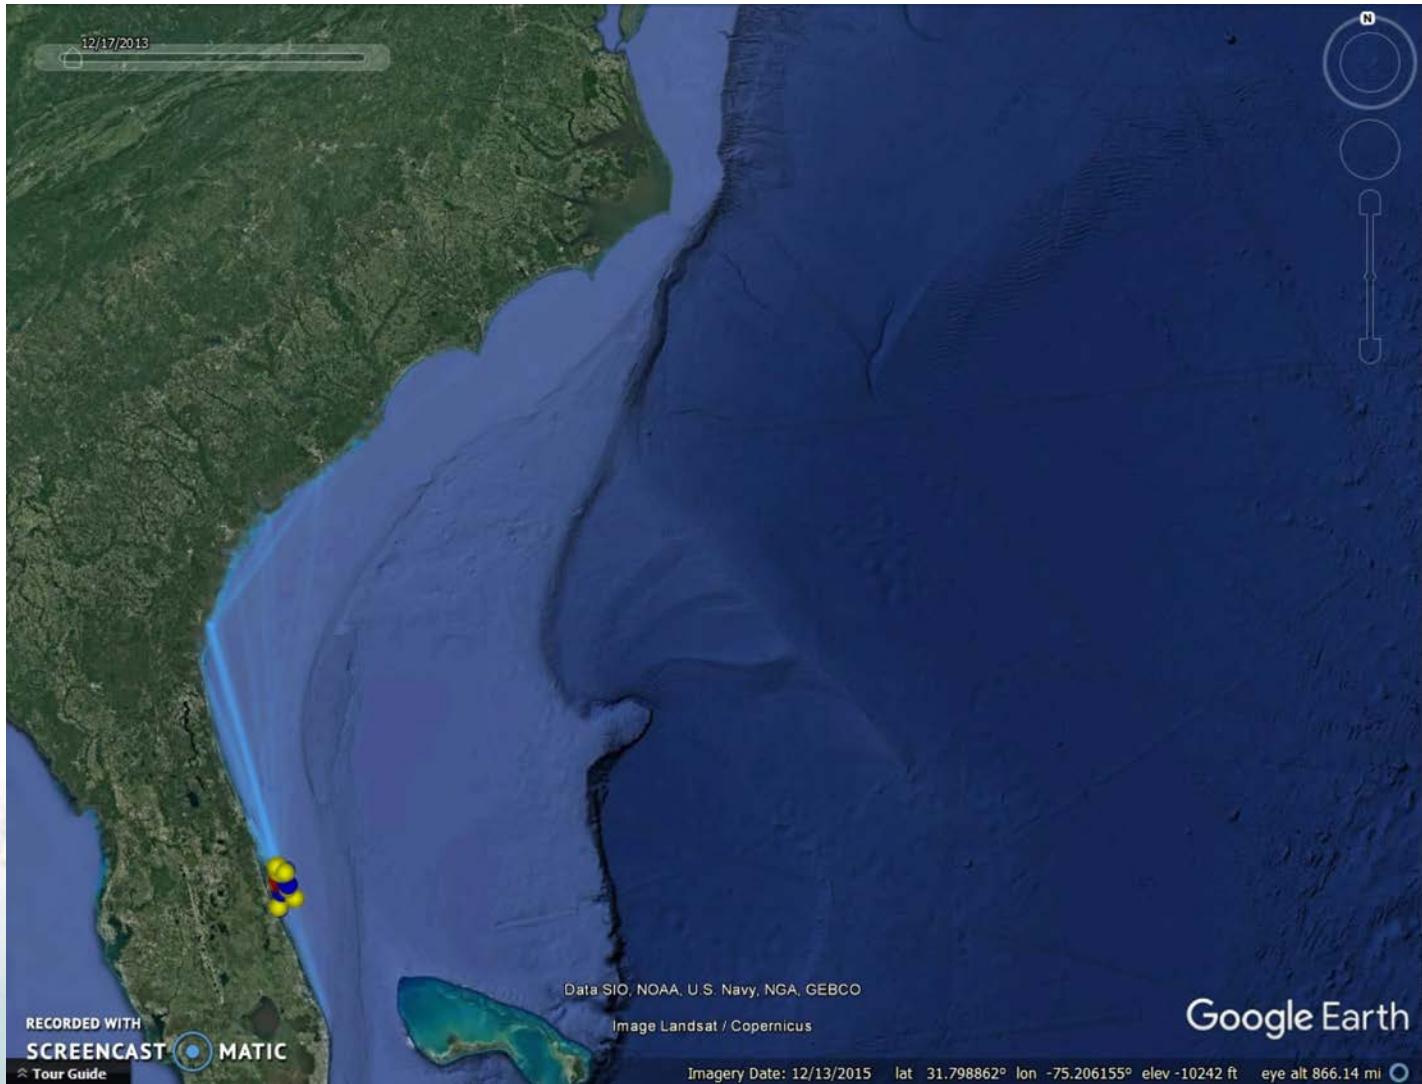 12/17/2013
N
Data SIO, NOAA, U.S. Navy, NGA, GEBCO
Image Landsat / Copernicus
Google Earth
RECORDED WITH
SCREENCAST MATIC
Tour Guide
Imagery Date: 12/13/2015 lat 31.798862° lon -75.206155° elev -10242 ft eye alt 866.14 mi